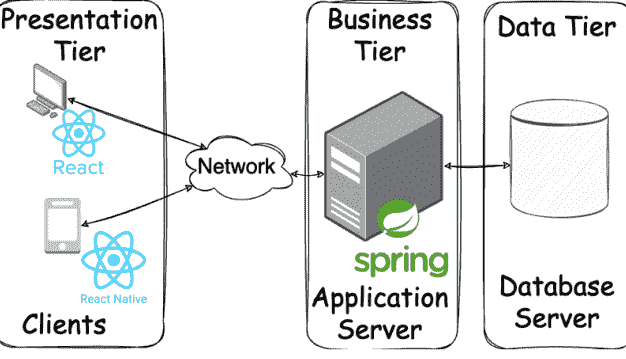 Presentation
Tier
React
React Native
Clients
Network
Business
Tier
spring
Application
Server
Data Tier
Database
Server